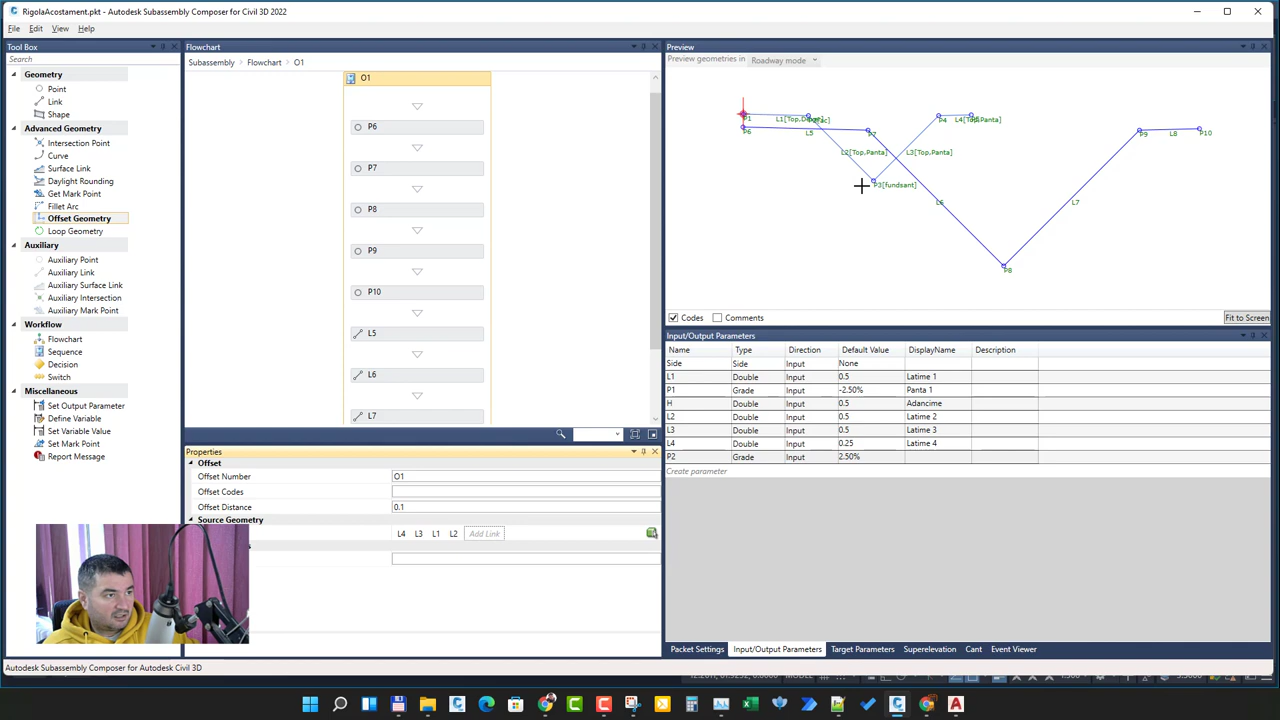 RigolaAcostament.pkt - Autodesk Subassembly Composer for Civil 3D 2022
File Edit View Help
Tool Box
Search
Geometry
Point
Link
Shape
Advanced Geometry
Intersection Point
Curve
Surface Link
Daylight Rounding
Get Mark Point
Fillet Arc
Offset Geometry
Loop Geometry
Auxiliary
Auxiliary Point
Auxiliary Link
Auxiliary Surface Link
Auxiliary Intersection
Auxiliary Mark Point
Workflow
Flowchart
Sequence
Decision
Switch
Miscellaneous
Set Output Parameter
Define Variable
Set Variable Value
Set Mark Point
Report Message
Flowchart
Subassembly Flowchart O1
O1
P6
P7
P8
P9
P10
L5
L6
L7
Properties
Offset
Offset Number O1
Offset Codes
Offset Distance 0.1
Source Geometry
L4 L3 L1 L2 Add Link
Preview
Preview geometries in Roadway mode
P1
P4
P6 L5 P7
P9 L8 P10
L2[Top,Panta] L3[Top,Panta]
P3[fundsant]
L6 L7
P8
Codes Comments Fit to Screen
Input/Output Parameters
Name Type Direction Default Value DisplayName Description
Side Side Input None
L1 Double Input 0.5 Latime 1
P1 Grade Input -2.50% Panta 1
H Double Input 0.5 Adancime
L2 Double Input 0.5 Latime 2
L3 Double Input 0.5 Latime 3
L4 Double Input 0.25 Latime 4
P2 Grade Input 2.50%
Create parameter
Packet Settings Input/Output Parameters Target Parameters Superelevation Cant Event Viewer
Autodesk Subassembly Composer for Autodesk Civil 3D